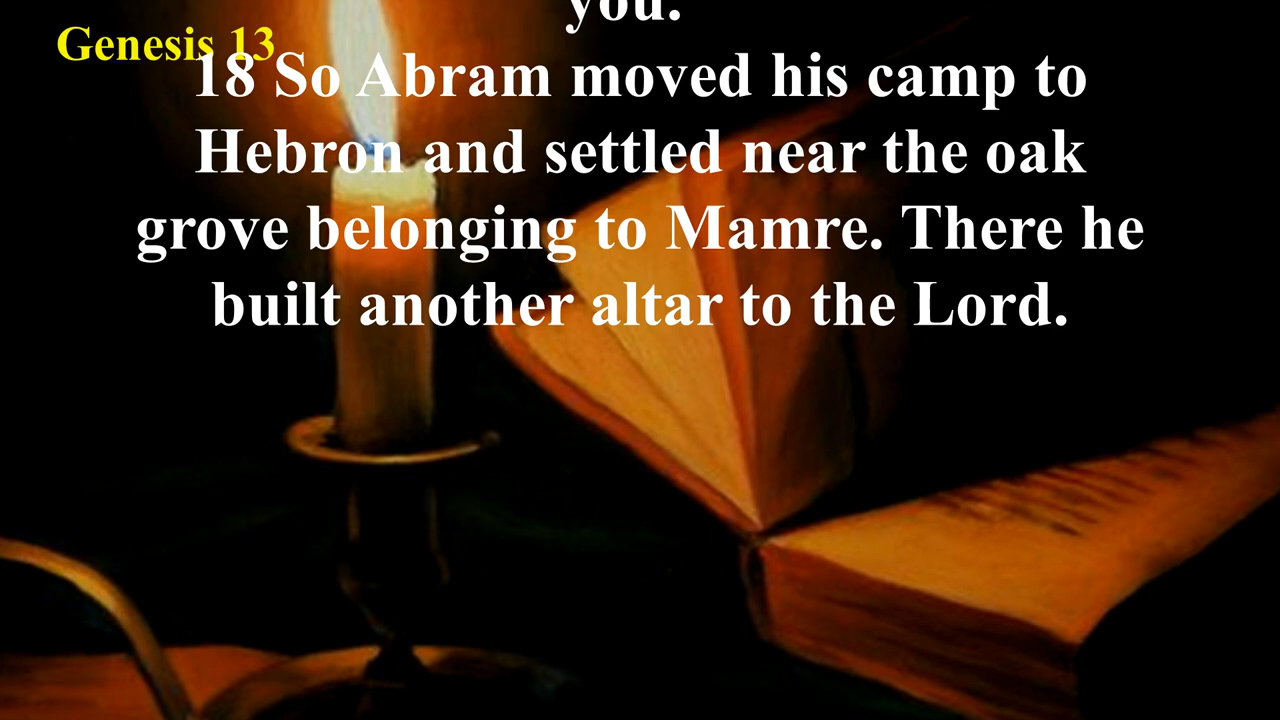 you.
Genesis 13
18 So Abram moved his camp to
Hebron and settled near the oak
grove belonging to Mamre. There he
built another altar to the Lord.